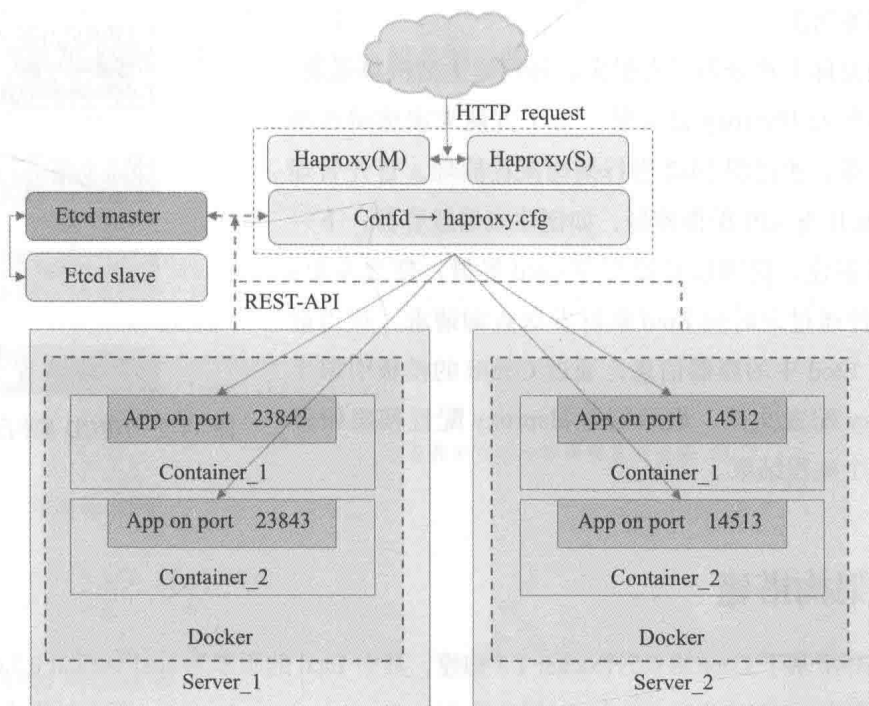 HTTP request
Haproxy(M)
Haproxy(S)
Etcd master
Confd → haproxy.cfg
Etcd slave
REST-API
App on port 23842
Container_1
App on port 23843
Container_2
Docker
Server_1
App on port 14512
Container_1
App on port 14513
Container_2
Docker
Server_2